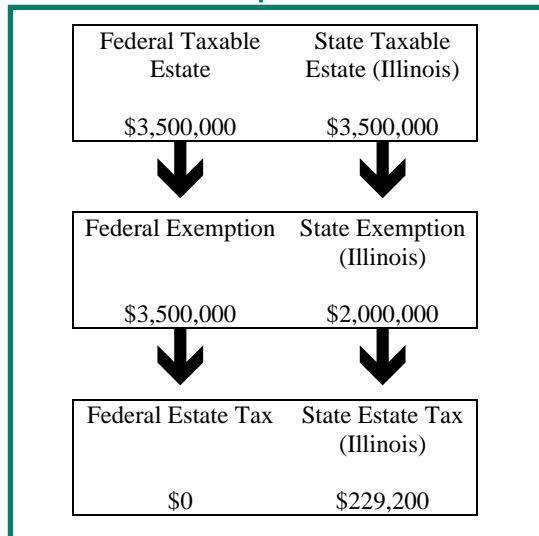 Federal Taxable State Taxable
Estate Estate (Illinois)
$3,500,000 $3,500,000
Federal Exemption State Exemption
(Illinois)
$3,500,000 $2,000,000
Federal Estate Tax State Estate Tax
(Illinois)
$0 $229,200